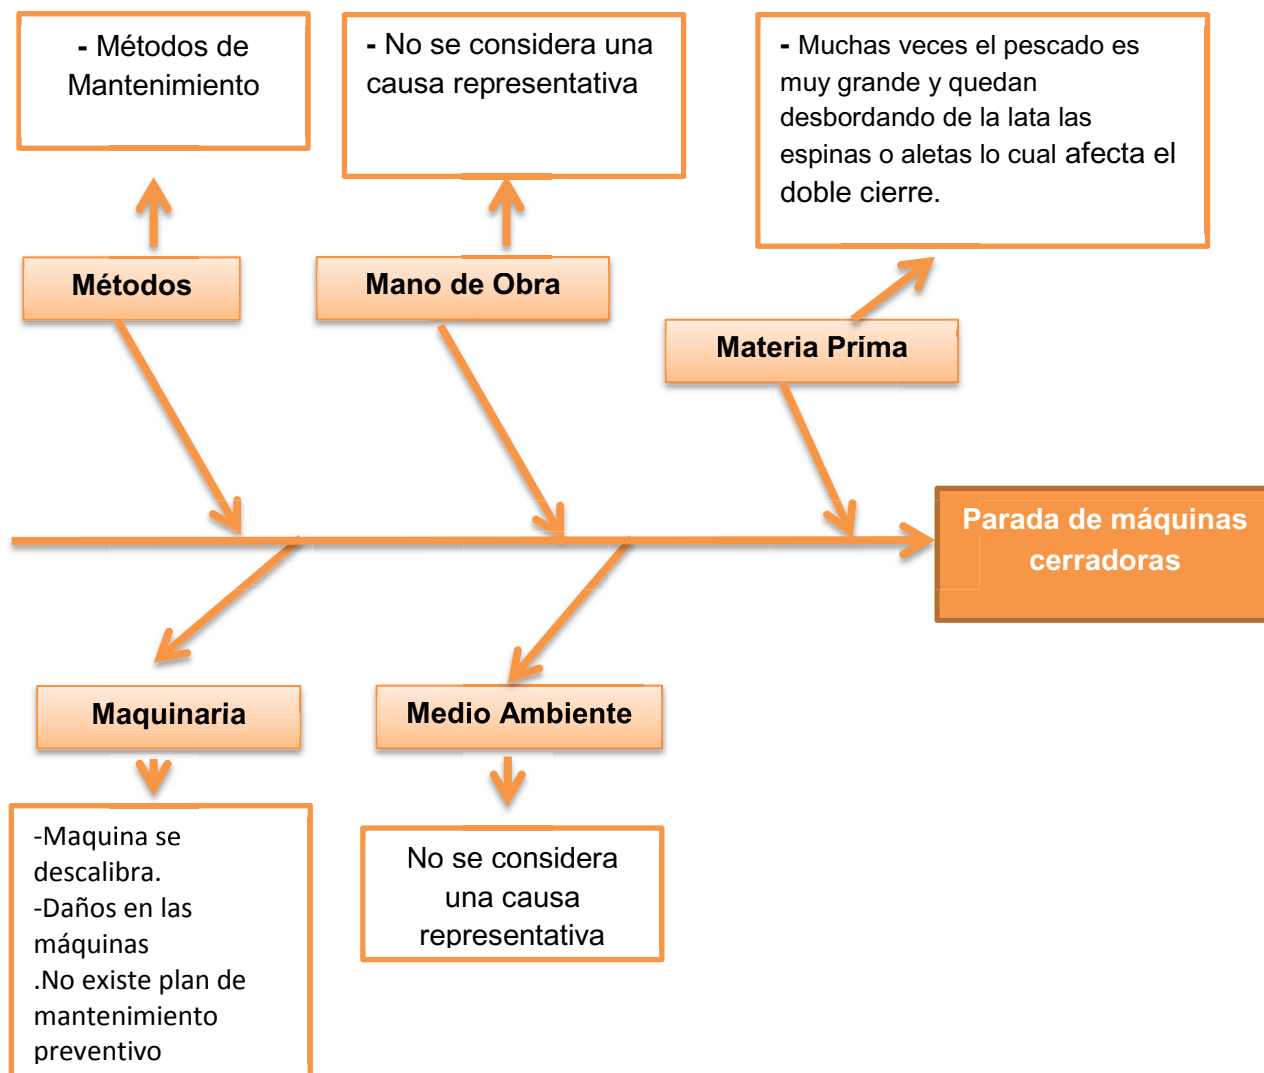 - Métodos de
Mantenimiento
- No se considera una
causa representativa
- Muchas veces el pescado es
muy grande y quedan
desbordando de la lata las
espinas o aletas lo cual afecta el
doble cierre.
Métodos
Mano de Obra
Materia Prima
Parada de máquinas
cerradoras
Maquinaria
Medio Ambiente
-Maquina se
descalibra.
-Daños en las
máquinas
.No existe plan de
mantenimiento
preventivo
No se considera
una causa
representativa